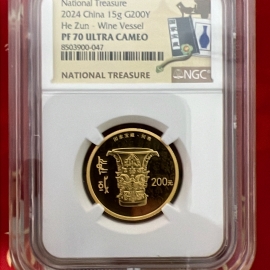 National Treasure
2024 China 15g G200Y
He Zun - Wine Vessel
PF 70 ULTRA CAMEO
8503900-047
NATIONAL TREASURE
NGC
200元